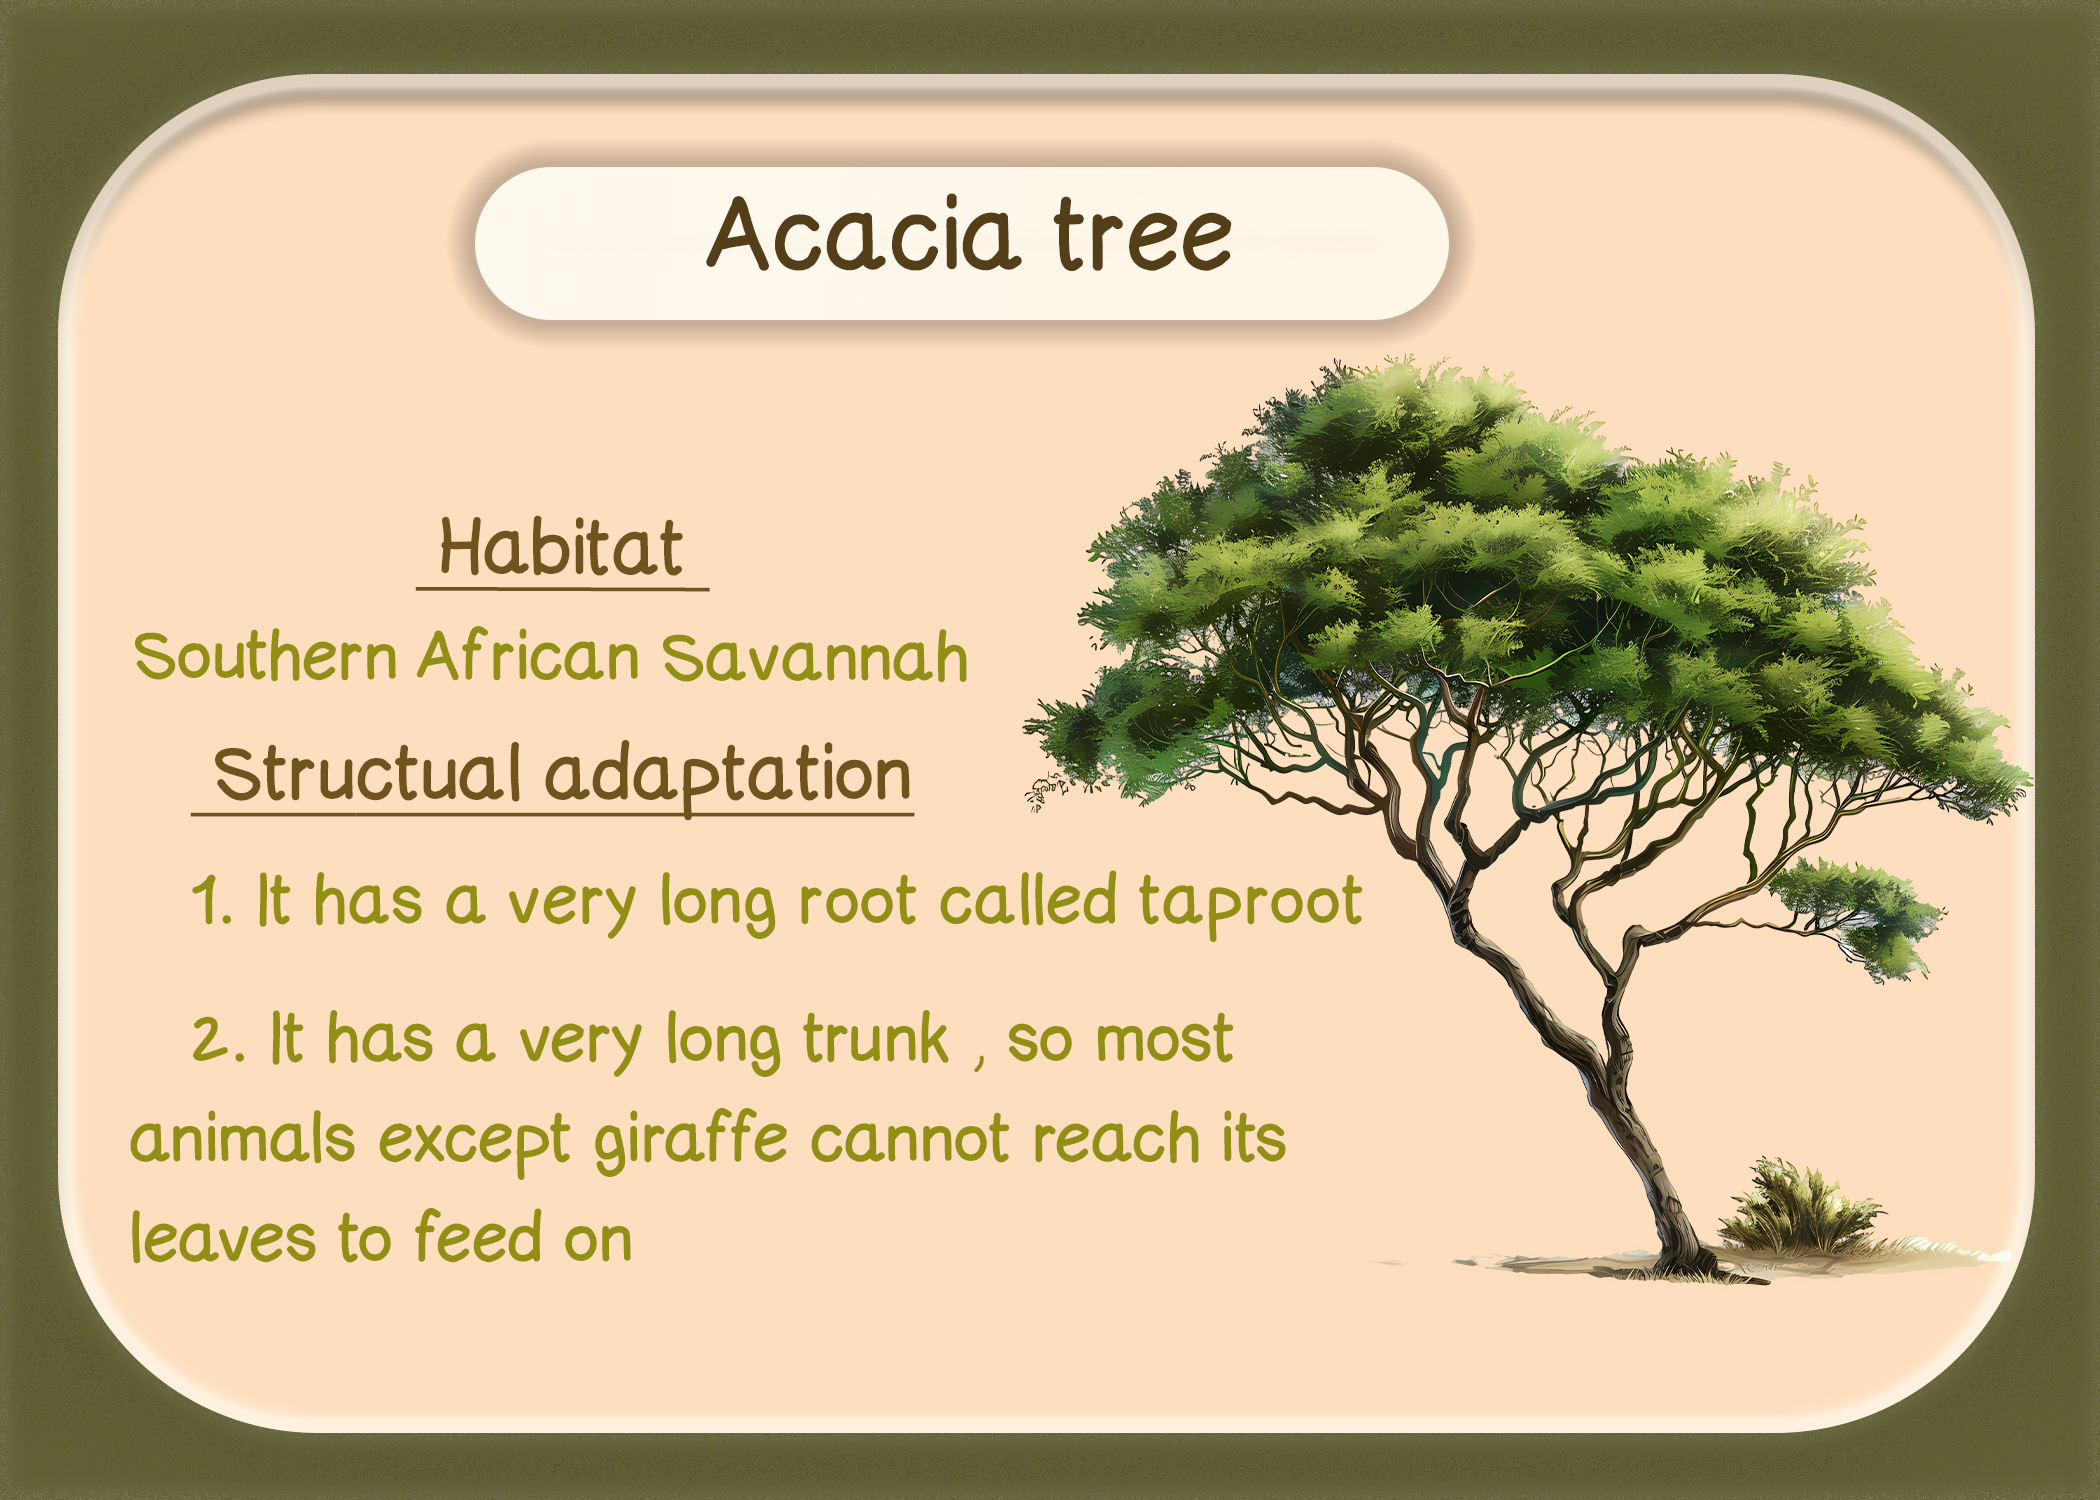 Acacia tree
Habitat
Southern African Savannah
Structual adaptation
1. It has a very long root called taproot
2. It has a very long trunk , so most
animals except giraffe cannot reach its
leaves to feed on